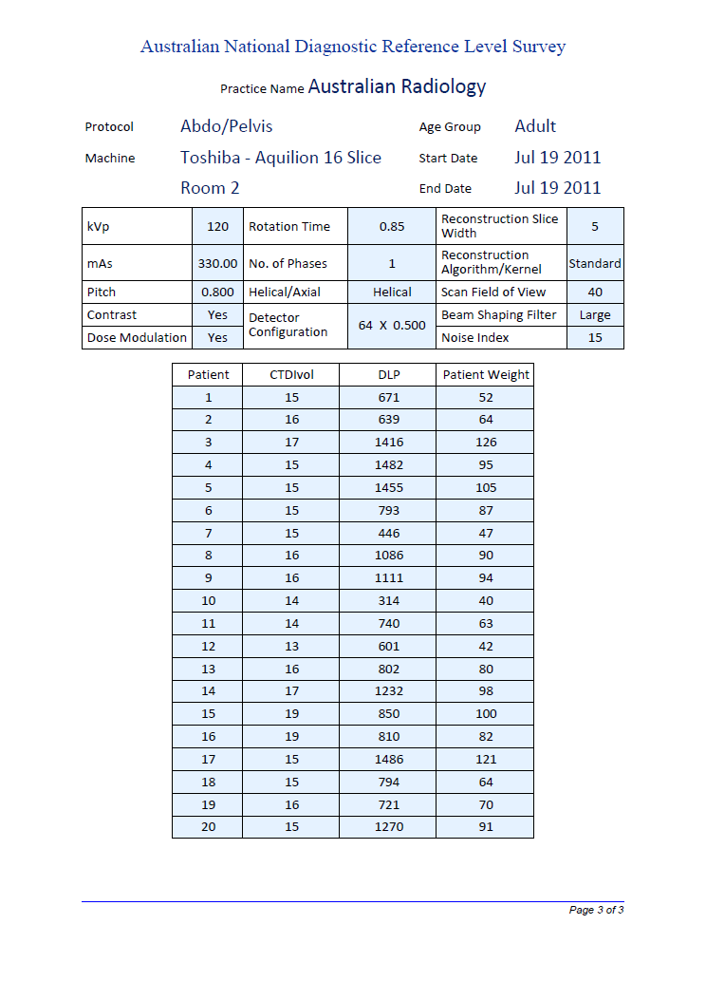 Australian National Diagnostic Reference Level Survey
Practice Name Australian Radiology
Protocol Abdo/Pelvis Age Group Adult
Machine Toshiba - Aquilion 16 Slice Start Date Jul 19 2011
Room 2 End Date Jul 19 2011
kVp 120 Rotation Time 0.85 Reconstruction Slice Width 5
mAs 330.00 No. of Phases 1 Reconstruction Algorithm/Kernel Standard
Pitch 0.800 Helical/Axial Helical Scan Field of View 40
Contrast Yes Detector Configuration 64 X 0.500 Beam Shaping Filter Large
Dose Modulation Yes Noise Index 15
Patient CTDIvol DLP Patient Weight
1 15 671 52
2 16 639 64
3 17 1416 126
4 15 1482 95
5 15 1455 105
6 15 793 87
7 15 446 47
8 16 1086 90
9 16 1111 94
10 14 314 40
11 14 740 63
12 13 601 42
13 16 802 80
14 17 1232 98
15 19 850 100
16 19 810 82
17 15 1486 121
18 15 794 64
19 16 721 70
20 15 1270 91
Page 3 of 3